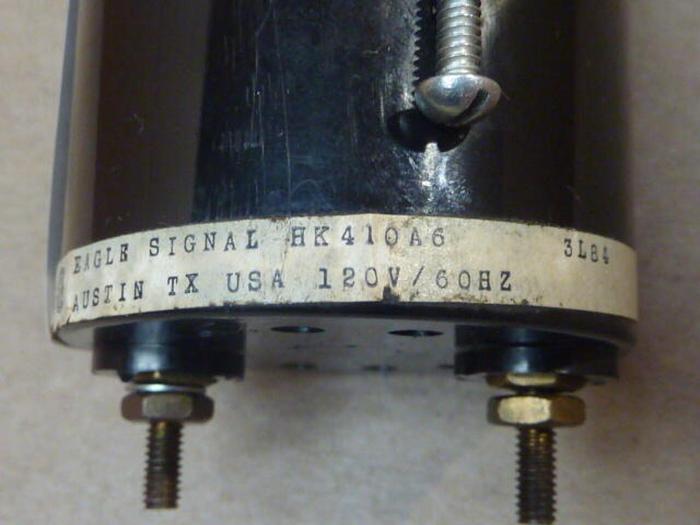 EAGLE SIGNAL HK410A6 3L84
AUSTIN TX USA 120V/60HZ